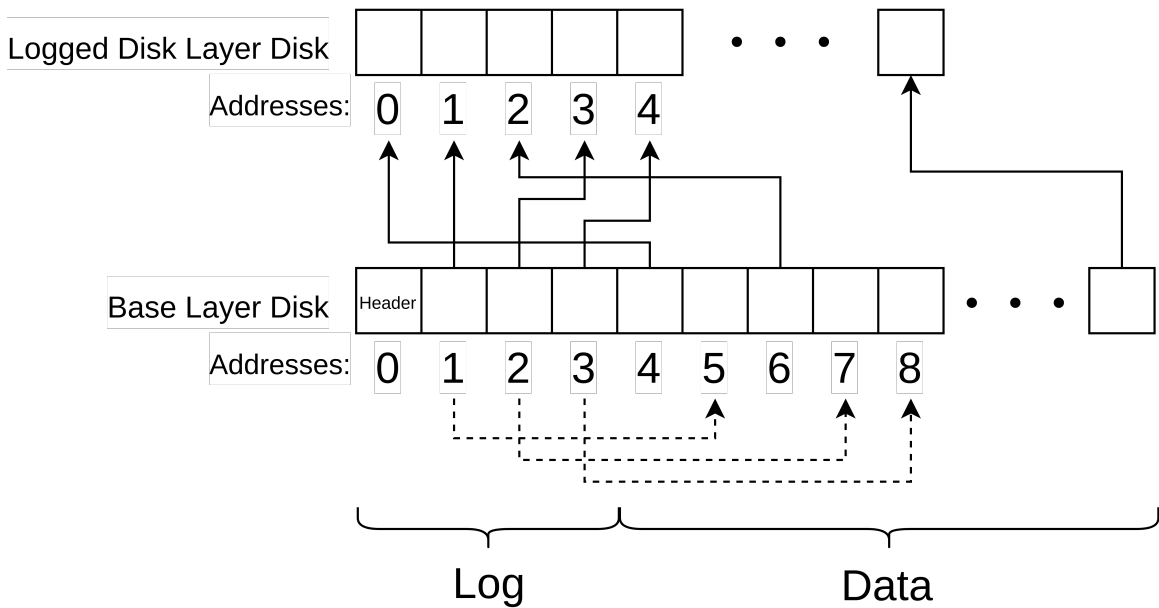 Logged Disk Layer Disk
Addresses: 0 1 2 3 4
Header
Base Layer Disk
Addresses: 0 1 2 3 4 5 6 7 8
Log Data